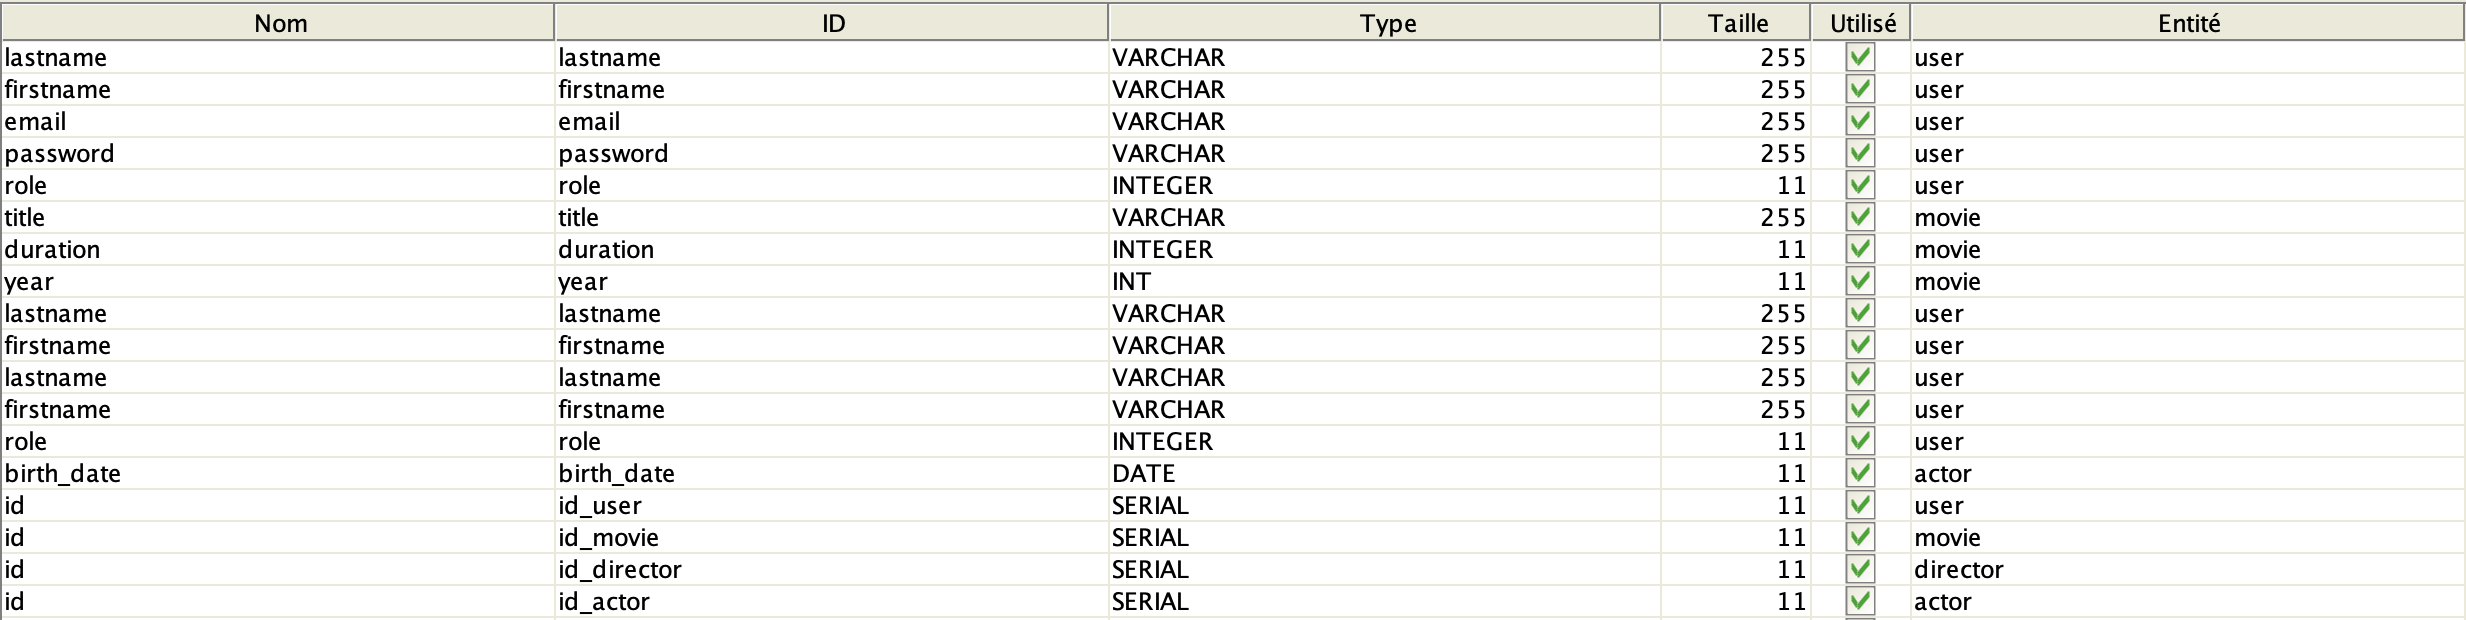 Nom ID Type Taille Utilisé Entité
lastname lastname VARCHAR 255 user
firstname firstname VARCHAR 255 user
email email VARCHAR 255 user
password password VARCHAR 255 user
role role INTEGER 11 user
title title VARCHAR 255 movie
duration duration INTEGER 11 movie
year year INT 11 movie
lastname lastname VARCHAR 255 user
firstname firstname VARCHAR 255 user
lastname lastname VARCHAR 255 user
firstname firstname VARCHAR 255 user
role role INTEGER 11 user
birth_date birth_date DATE 11 actor
id id_user SERIAL 11 user
id id_movie SERIAL 11 movie
id id_director SERIAL 11 director
id id_actor SERIAL 11 actor